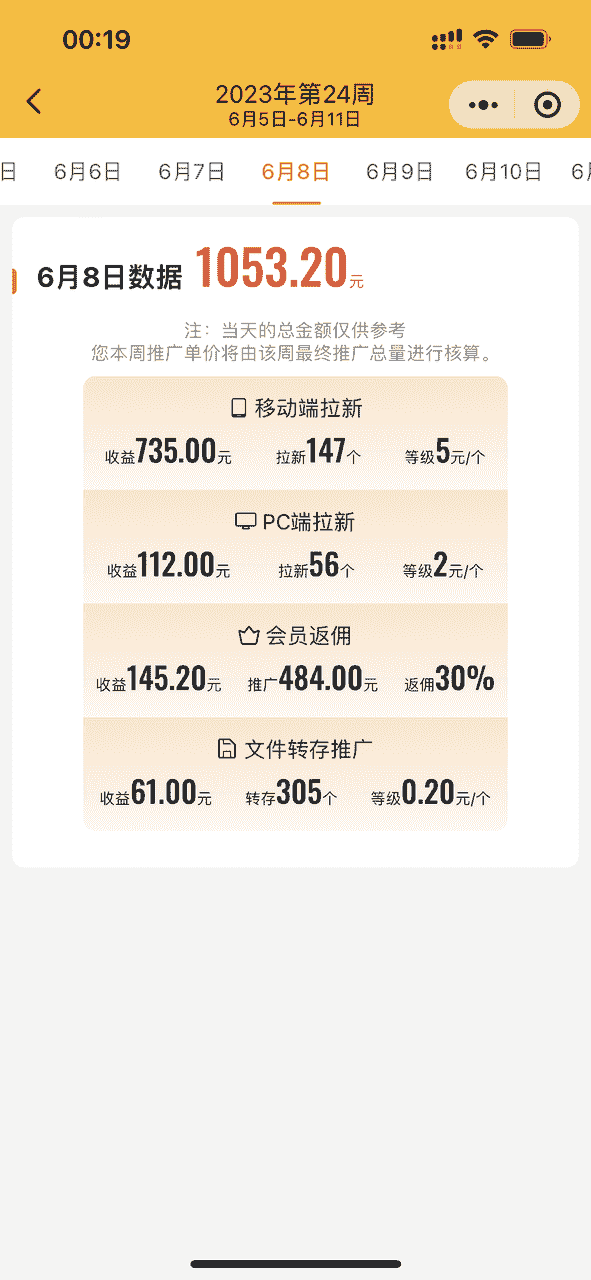 00:19
2023年第24周
6月5日-6月11日
日 6月6日 6月7日 6月8日 6月9日 6月10日 6月
6月8日数据 1053.20元
注：当天的总金额仅供参考
您本周推广单价将由该周最终推广总量进行核算。
移动端拉新
收益735.00元 拉新147个 等级5元/个
PC端拉新
收益112.00元 拉新56个 等级2元/个
会员返佣
收益145.20元 推广484.00元 返佣30%
文件转存推广
收益61.00元 转存305个 等级0.20元/个